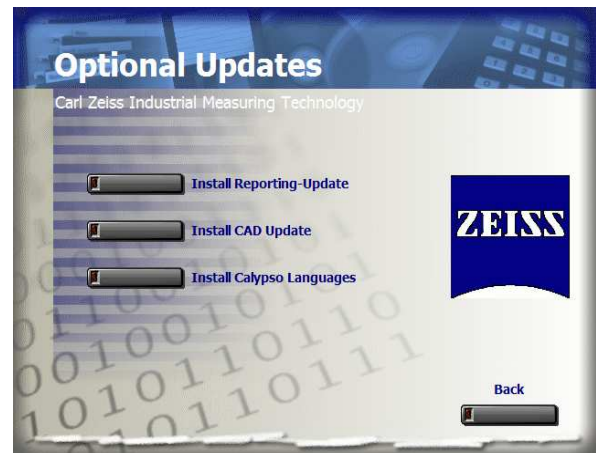 Optional Updates
Carl Zeiss Industrial Measuring Technology
Install Reporting-Update
Install CAD Update
ZEISS
Install Calypso Languages
Back